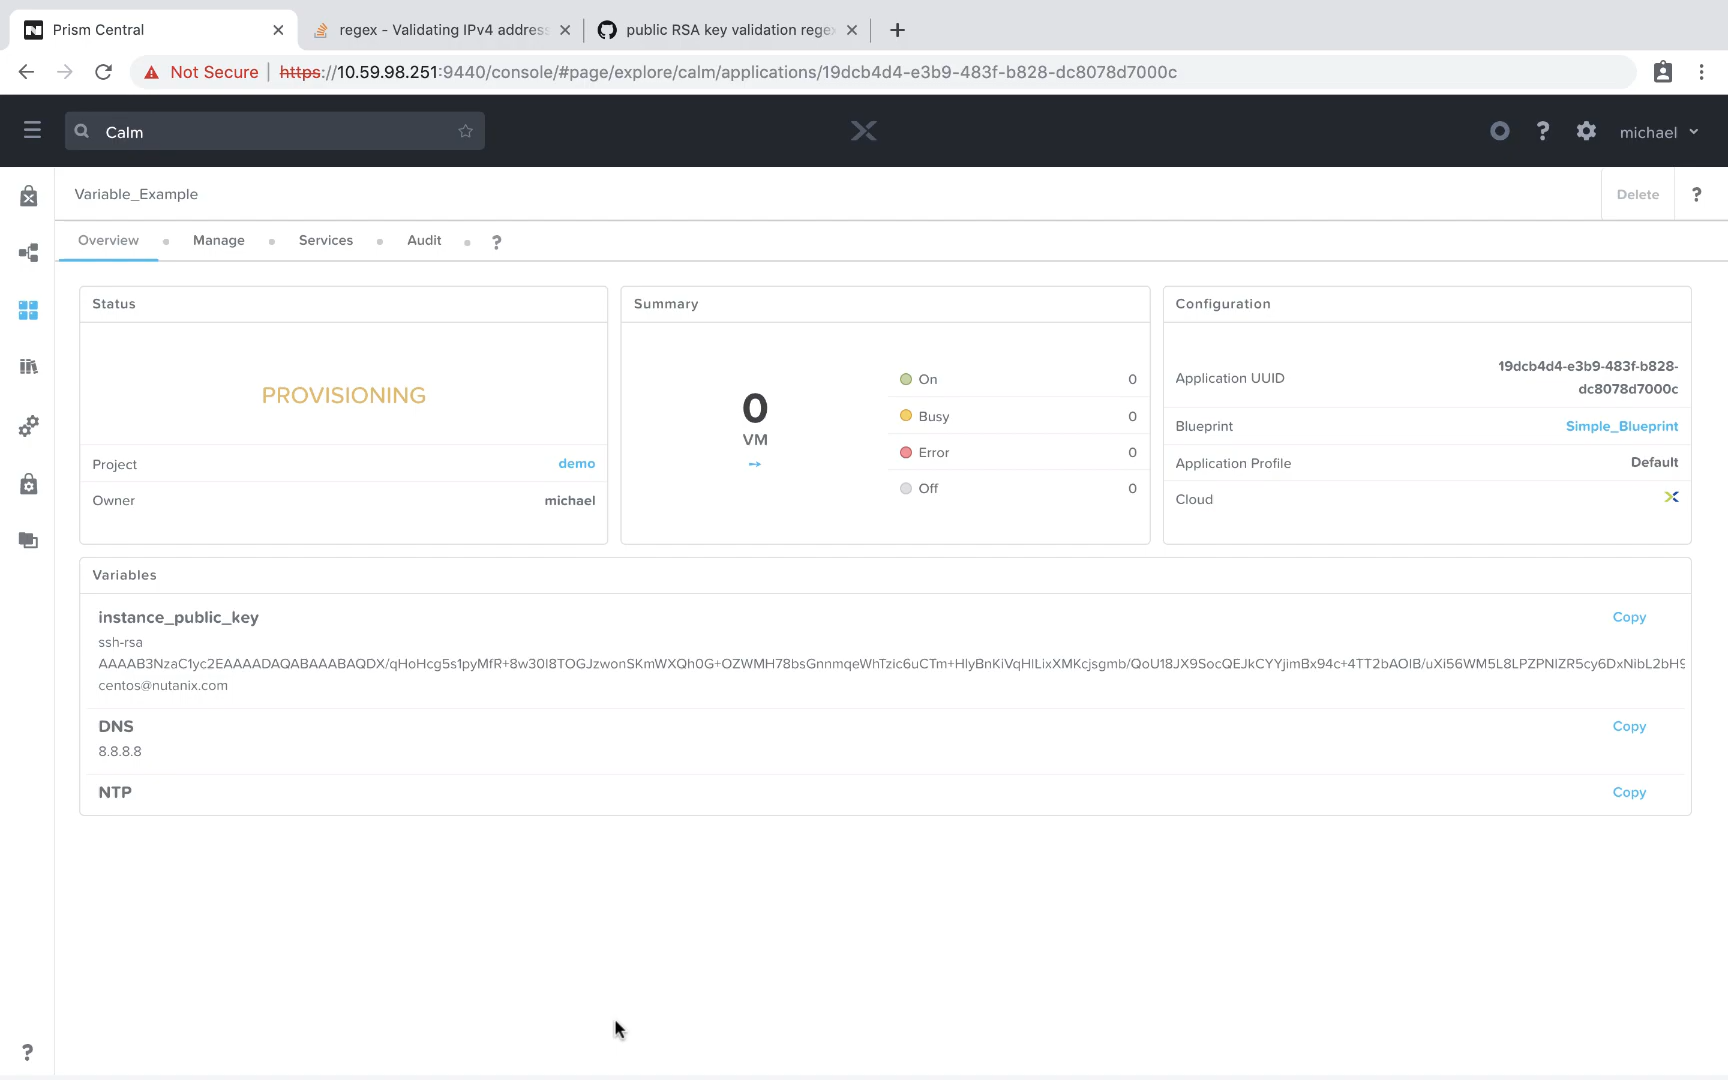 Prism Central
regex - Validating IPv4 address
public RSA key validation rege
Not Secure | https://10.59.98.251:9440/console/#page/explore/calm/applications/19dcb4d4-e3b9-483f-b828-dc8078d7000c
Calm
?
michael
Variable_Example
Delete
?
Overview
Manage
Services
Audit
?
Status
PROVISIONING
Project
demo
Owner
michael
Summary
0
VM
On 0
Busy 0
Error 0
Off 0
Configuration
Application UUID
19dcb4d4-e3b9-483f-b828-
dc8078d7000c
Blueprint
Simple_Blueprint
Application Profile
Default
Cloud
Variables
instance_public_key
Copy
ssh-rsa
AAAAB3NzaC1yc2EAAAADAQABAAABAQDX/qHoHcg5s1pyMfR+8w30I8TOGJzwonSKmWXQh0G+OZWMH78bsGnnmqeWhTzic6uCTm+HlyBnKiVqHlLixXMKcjsgmb/QoU18JX9SocQEJkCYYjimBx94c+4TT2bAOlB/uXi56WM5L8LPZPNIZR5cy6DxNibL2bH9
centos@nutanix.com
DNS
Copy
8.8.8.8
NTP
Copy
?